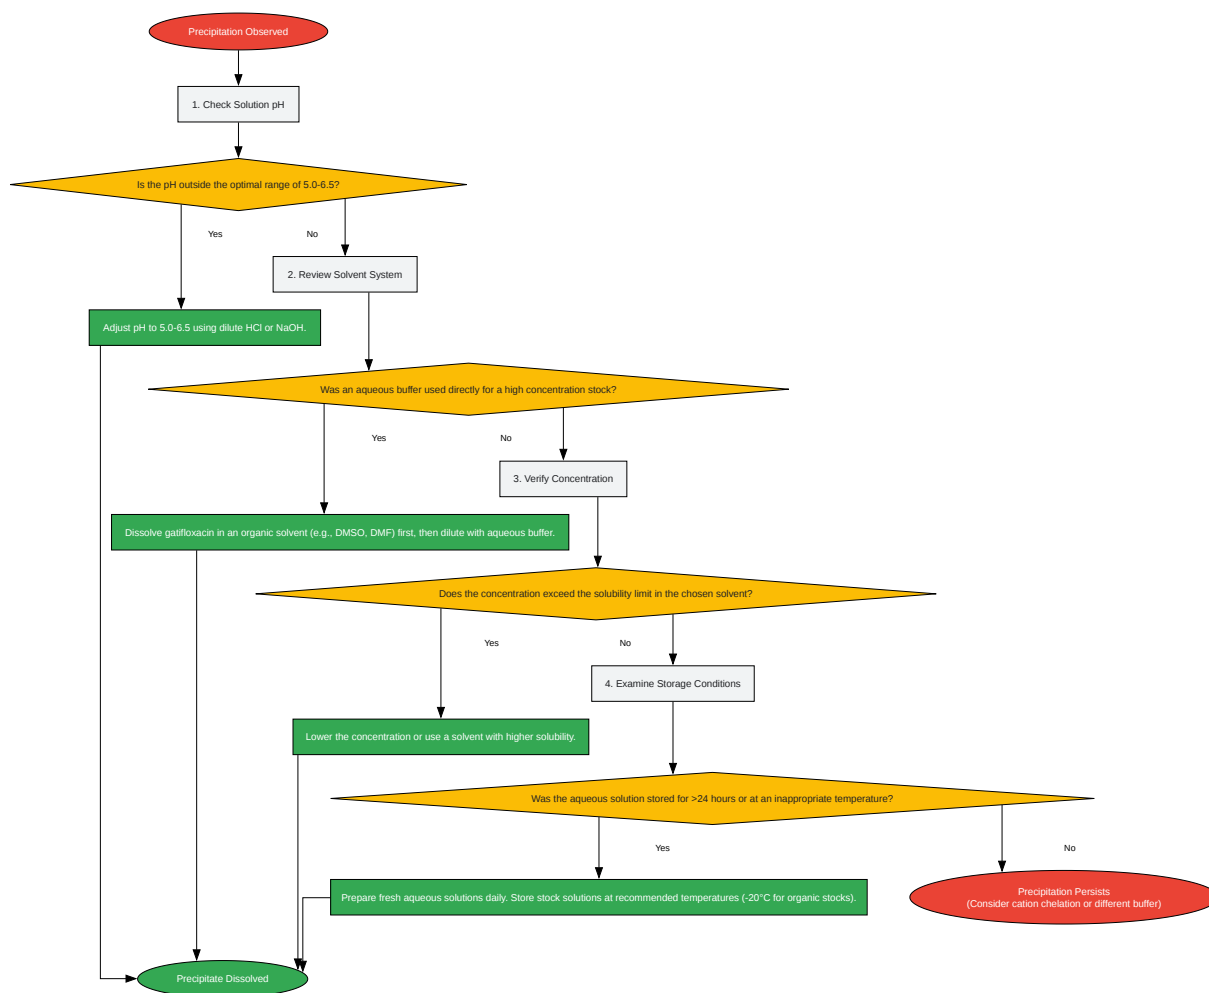 Precipitation Observed
1. Check Solution pH
Is the pH outside the optimal range of 5.0-6.5?
Yes
No
2. Review Solvent System
Adjust pH to 5.0-6.5 using dilute HCl or NaOH.
Was an aqueous buffer used directly for a high concentration stock?
Yes
No
3. Verify Concentration
Dissolve gatifloxacin in an organic solvent (e.g., DMSO, DMF) first, then dilute with aqueous buffer.
Does the concentration exceed the solubility limit in the chosen solvent?
Yes
No
4. Examine Storage Conditions
Lower the concentration or use a solvent with higher solubility.
Was the aqueous solution stored for >24 hours or at an inappropriate temperature?
Yes
No
Prepare fresh aqueous solutions daily. Store stock solutions at recommended temperatures (-20°C for organic stocks).
Precipitation Persists
(Consider cation chelation or different buffer)
Precipitate Dissolved